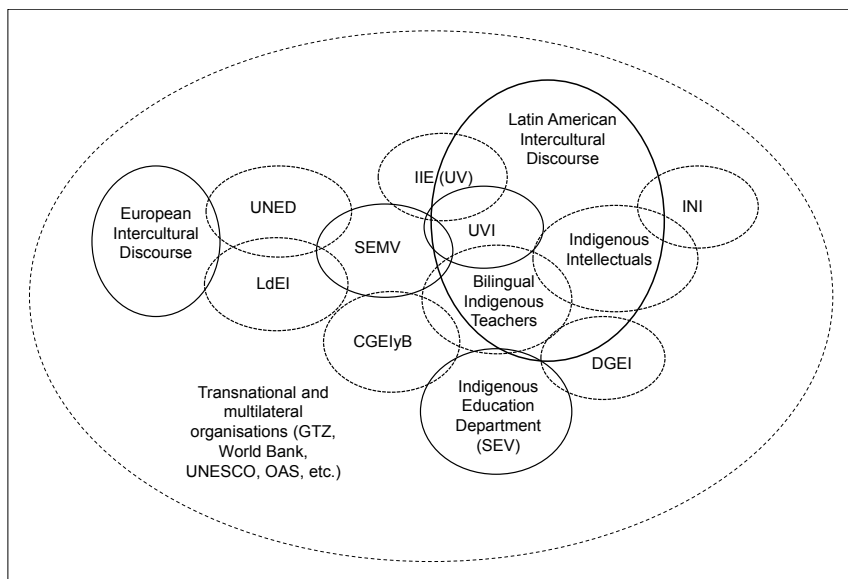 Latin American
Intercultural
Discourse
IIE (UV)
UNED
INI
European
Intercultural
Discourse
SEMV
UVI
Indigenous
Intellectuals
LdEI
Bilingual
Indigenous
Teachers
CGEIyB
DGEI
Indigenous
Education
Department
(SEV)
Transnational and
multilateral
organisations (GTZ,
World Bank,
UNESCO, OAS, etc.)